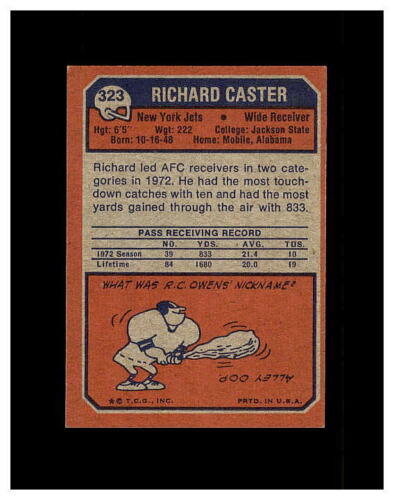 323
RICHARD CASTER
New York Jets • Wide Receiver
Hgt: 6'5" Wgt: 222 College: Jackson State
Born: 10-16-48 Home: Mobile, Alabama
Richard led AFC receivers in two cate-
gories in 1972. He had the most touch-
down catches with ten and had the most
yards gained through the air with 833.
PASS RECEIVING RECORD
NO. YDS. AVG. TDS.
1972 Season 39 833 21.4 10
Lifetime 84 1680 20.0 19
WHAT WAS R.C. OWENS' NICKNAME?
ALLEY OOP.
*© T.C.G., INC. PRTD. IN U.S.A.